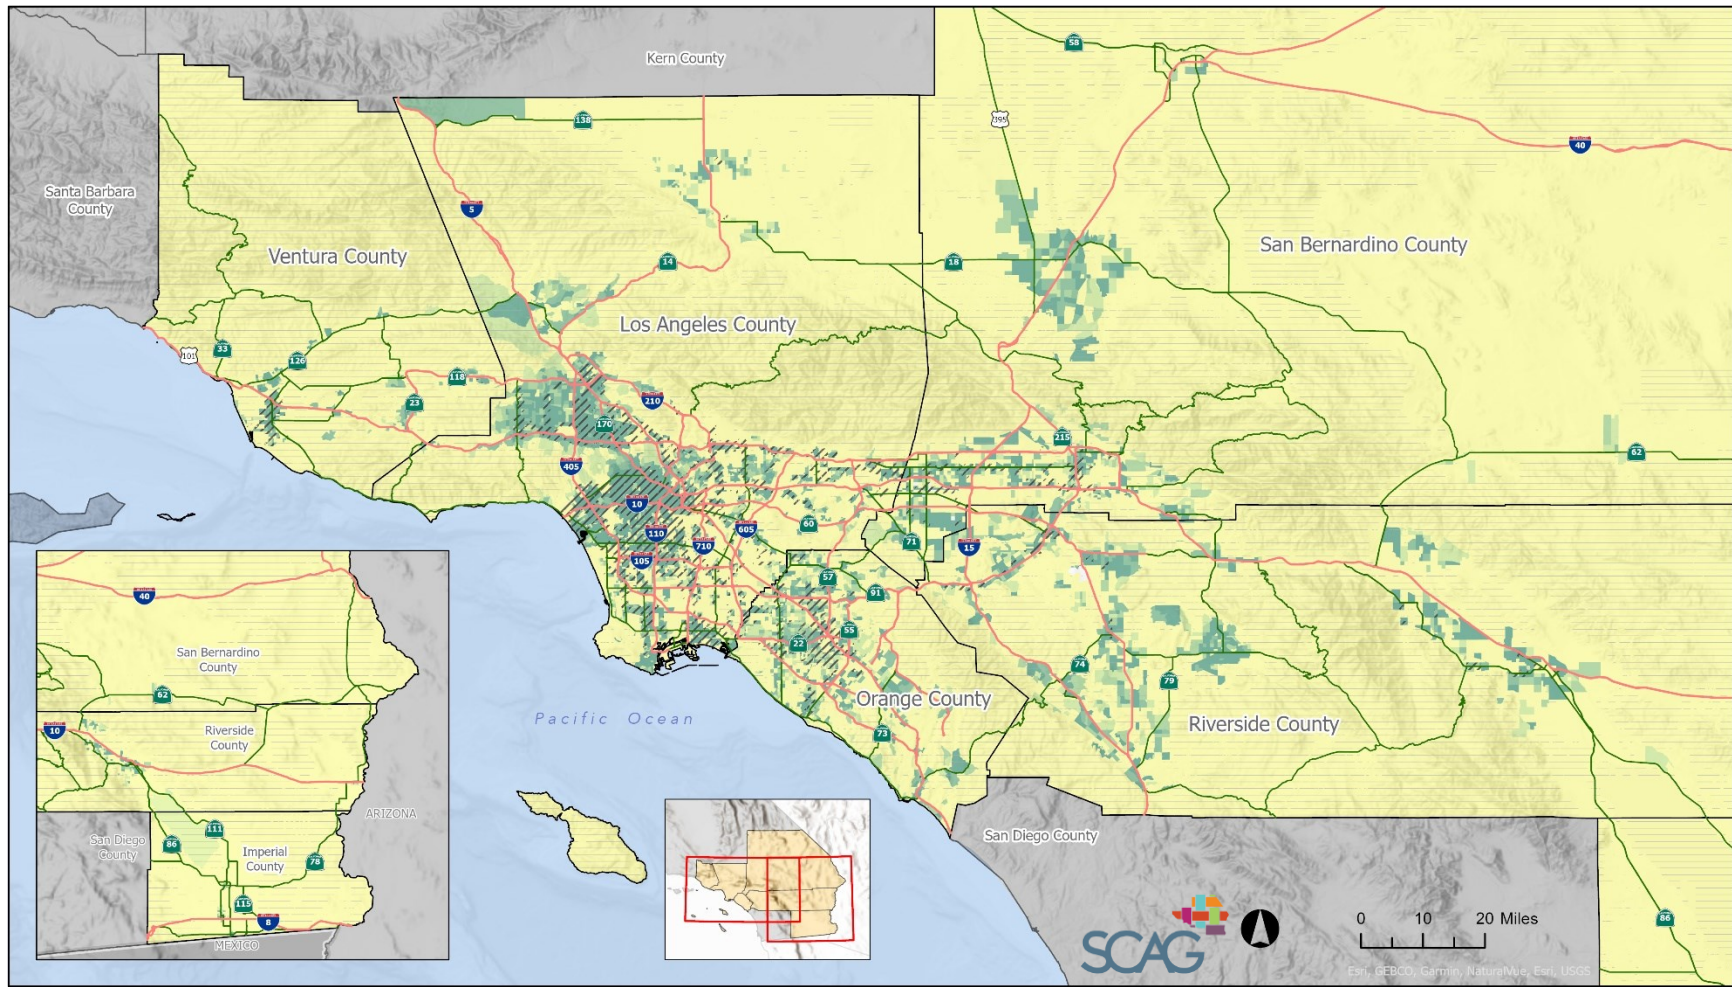 Kern County
58
395
138
40
Santa Barbara
County
5
San Bernardino County
Ventura County
14
18
Los Angeles County
33
101
126
118
23
210
170
215
62
405
10
60
110
605
710
71
15
105
57
91
55
22
74
79
Orange County
Riverside County
73
Pacific Ocean
San Diego County
86
40
San Bernardino
County
62
10
Riverside
County
ARIZONA
San Diego
County
111
86
Imperial
County
78
115
8
MEXICO
SCAG
0 10 20 Miles
Esri, GEBCO, Garmin, NaturalVue, Esri, USGS